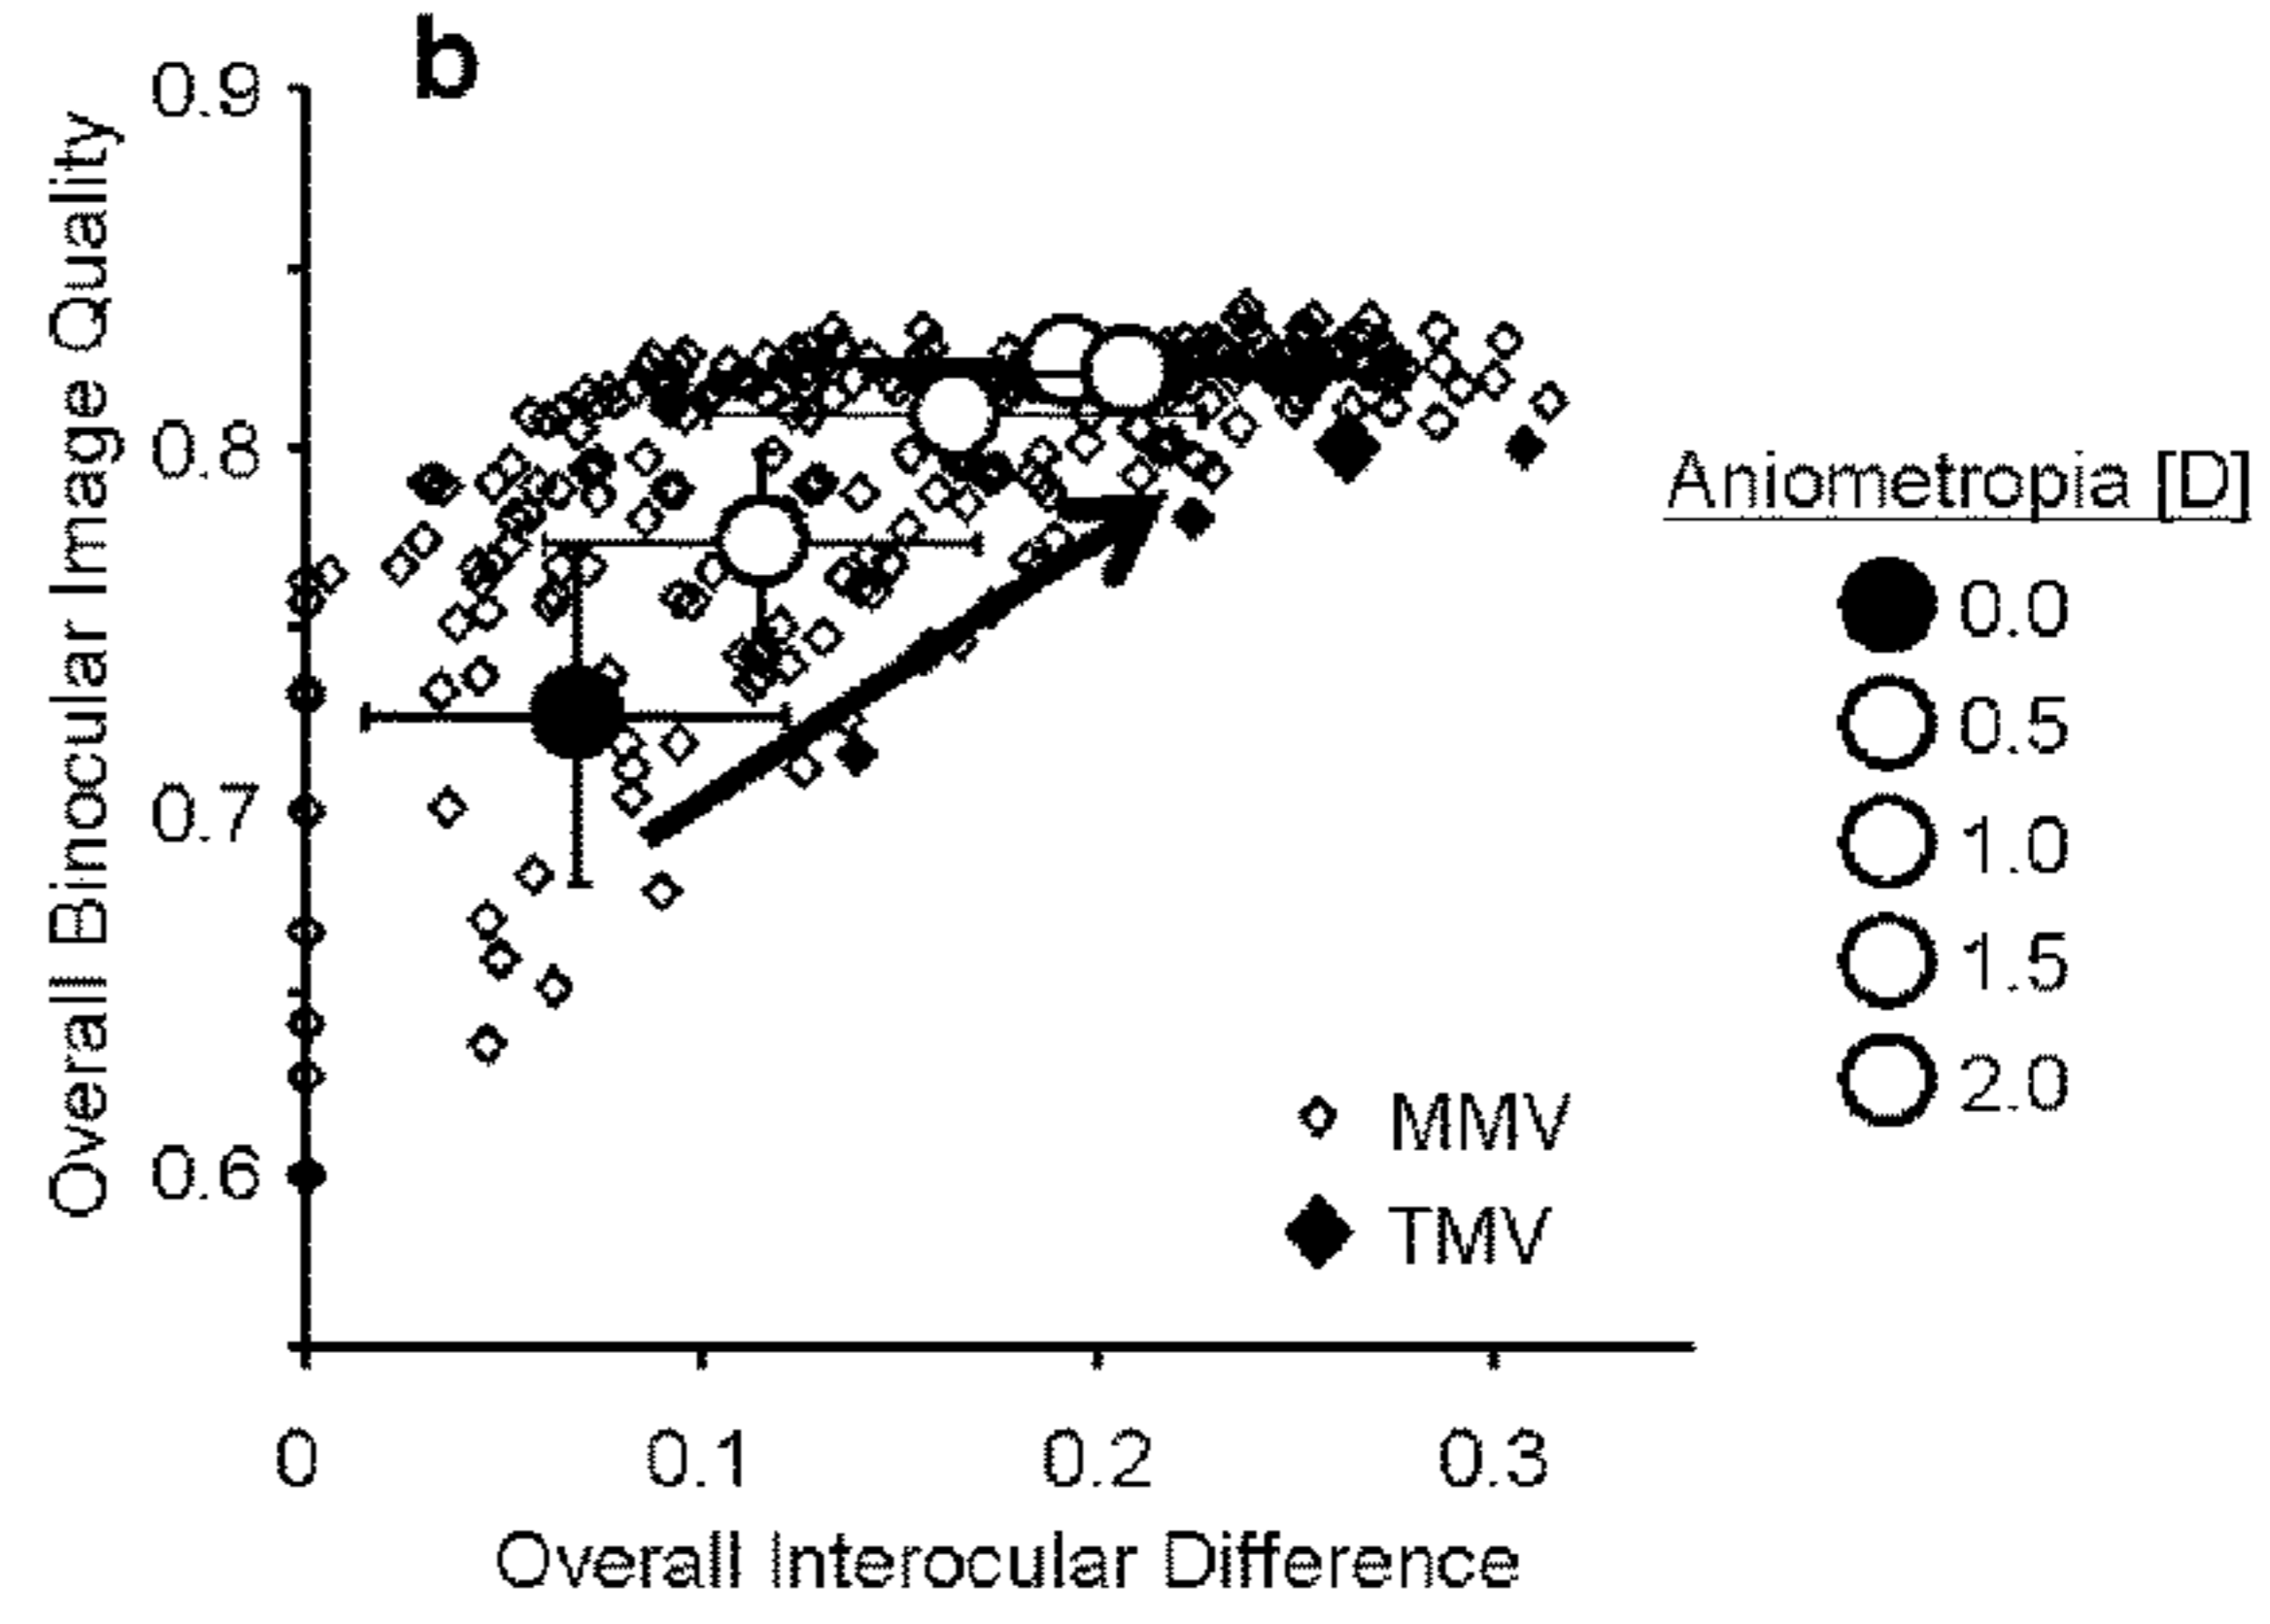 b
0.9
0.8
0.7
0.6
Overall Binocular Image Quality
0
0.1
0.2
0.3
Overall Interocular Difference
MMV
TMV
Aniometropia [D]
0.0
0.5
1.0
1.5
2.0